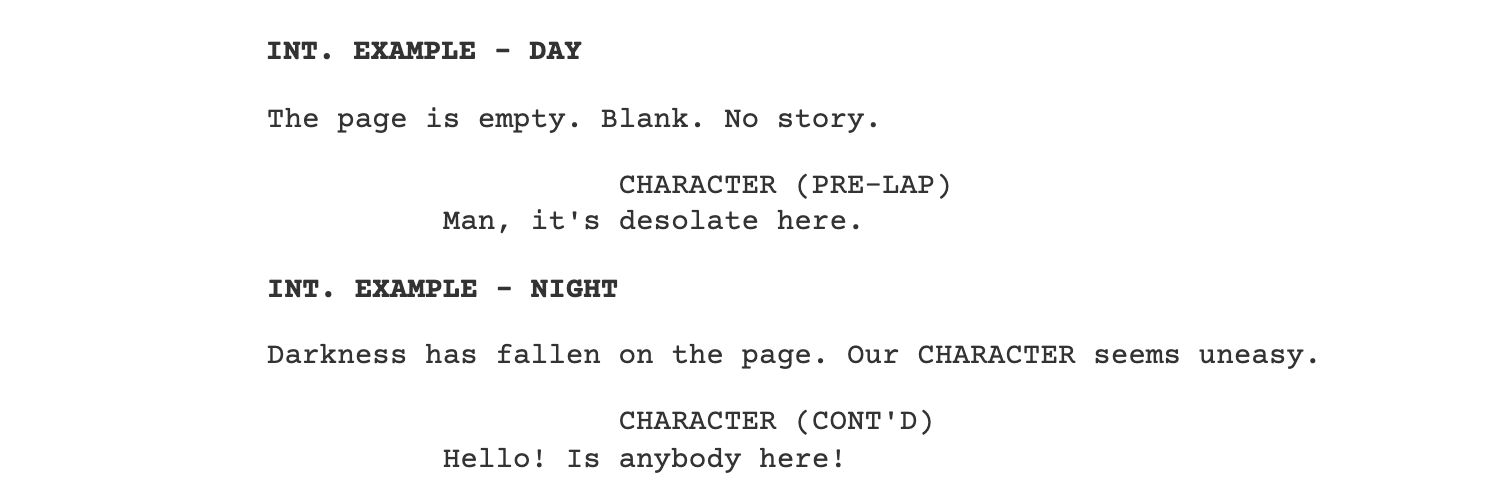 INT. EXAMPLE - DAY
The page is empty. Blank. No story.
CHARACTER (PRE-LAP)
Man, it's desolate here.
INT. EXAMPLE - NIGHT
Darkness has fallen on the page. Our CHARACTER seems uneasy.
CHARACTER (CONT'D)
Hello! Is anybody here!